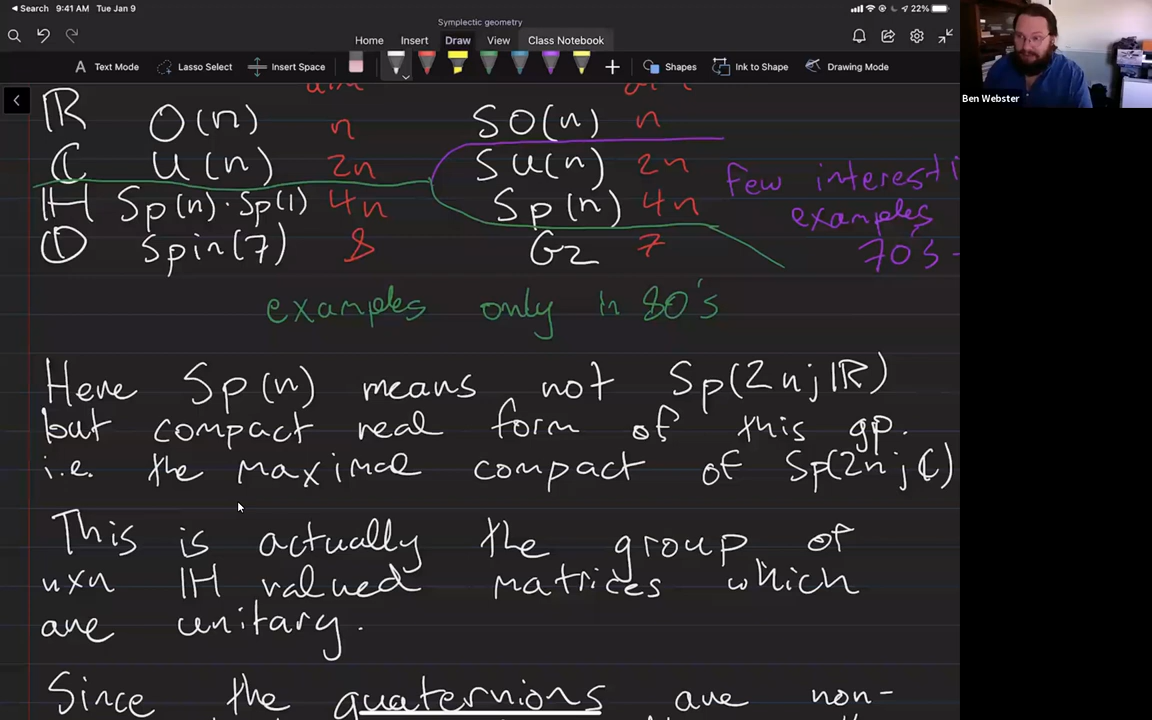 Search 9:41 AM Tue Jan 9
Symplectic geometry
22%
Home Insert Draw View Class Notebook
Text Mode Lasso Select Insert Space Shapes Ink to Shape Drawing Mode
Ben Webster
dim dim
ℝ O(n) n SO(n) n
ℂ U(n) 2n SU(n) 2n
ℍ Sp(n)·Sp(1) 4n Sp(n) 4n
𝕆 Spin(7) 8 G2 7
few interesti
examples
70's-
examples only in 80's
Here Sp(n) means not Sp(2n;ℝ)
but compact real form of this gp.
i.e. the maximal compact of Sp(2n;ℂ)
This is actually the group of
nxn ℍ valued matrices which
are unitary.
Since the quaternions are non-